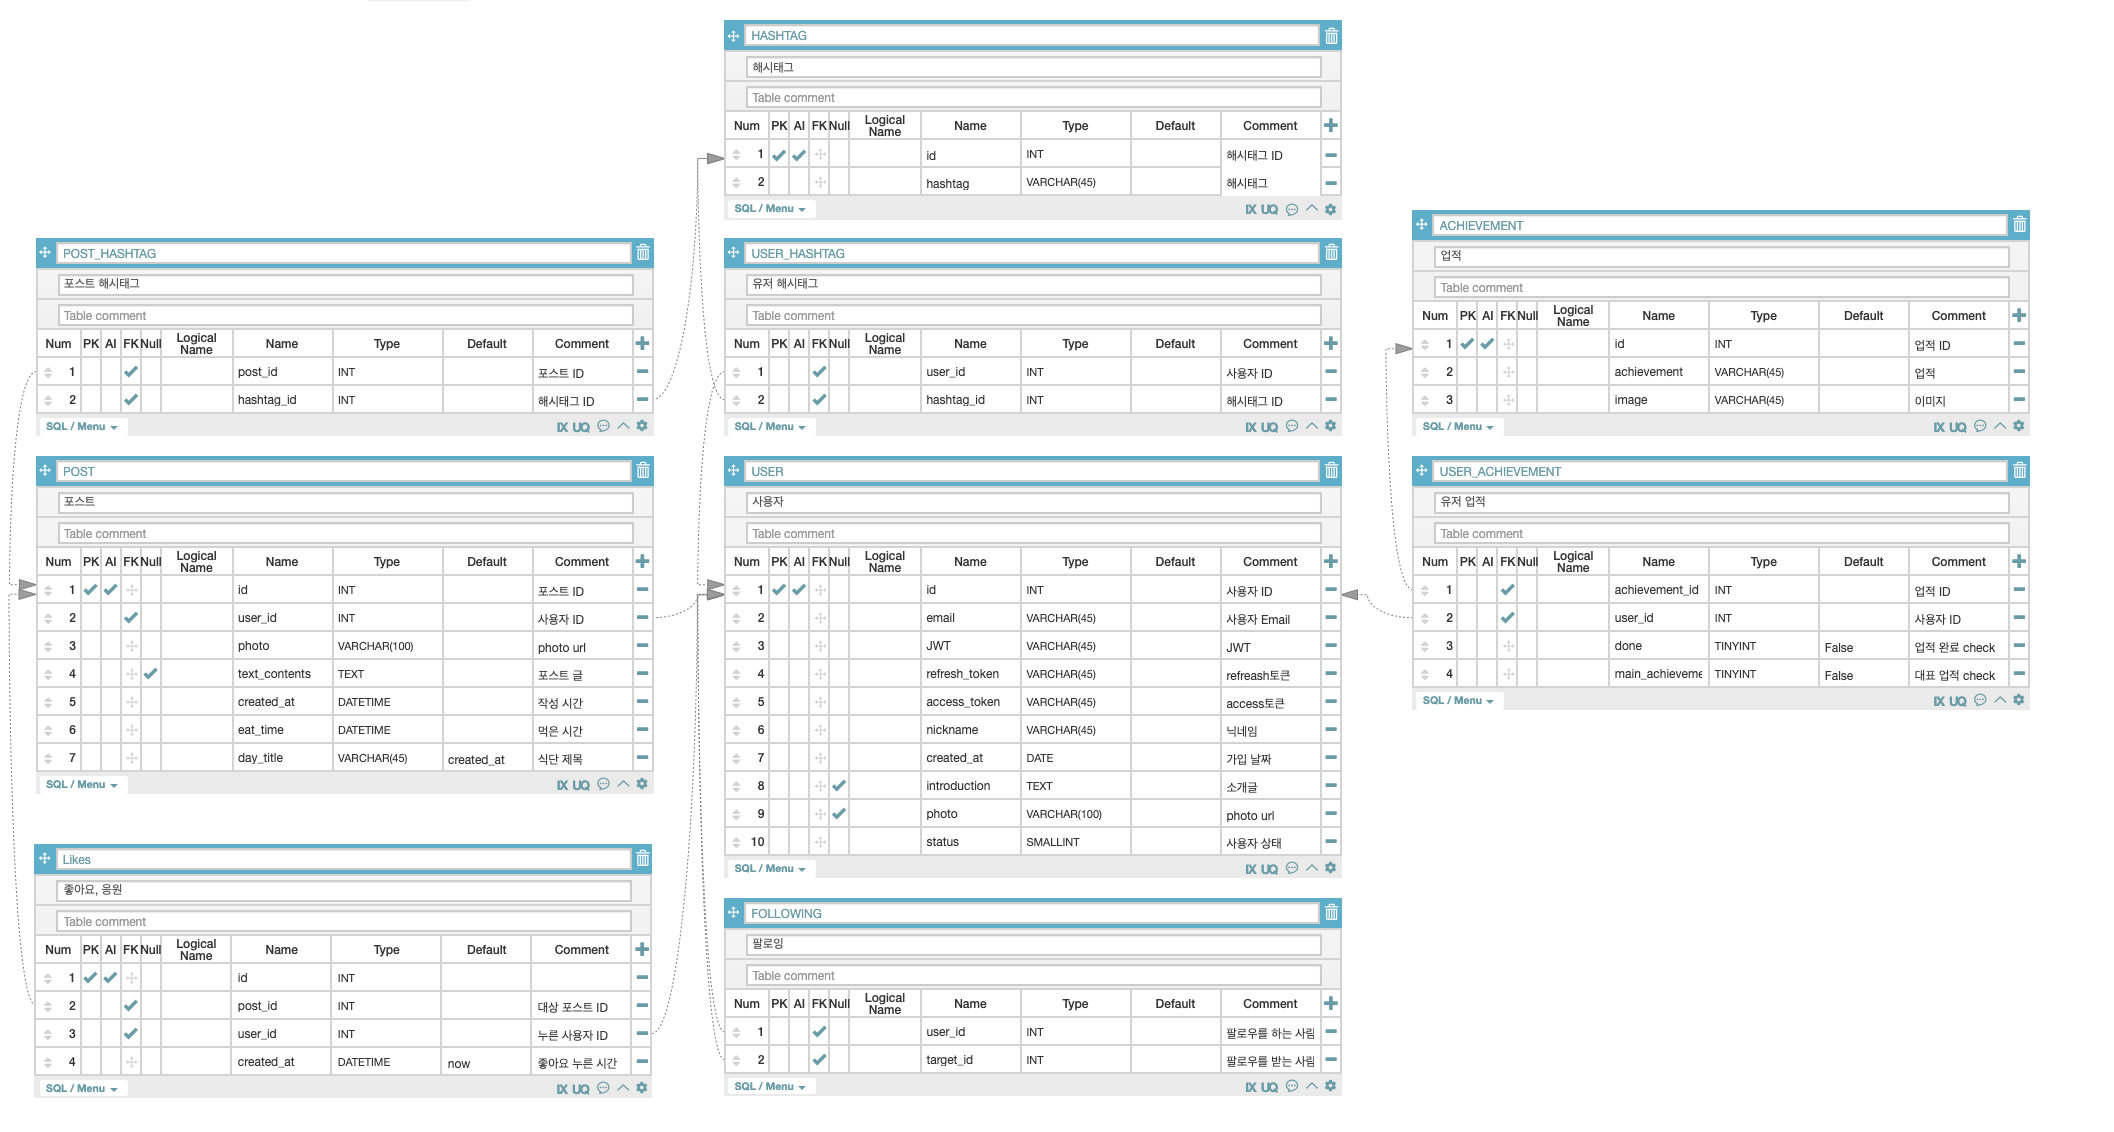 HASHTAG
해시태그
Table comment
Num PK AI FK Null Logical Name Name Type Default Comment
1 id INT 해시태그 ID
2 hashtag VARCHAR(45) 해시태그
SQL / Menu IX UQ
POST_HASHTAG
포스트 해시태그
Table comment
Num PK AI FK Null Logical Name Name Type Default Comment
1 post_id INT 포스트 ID
2 hashtag_id INT 해시태그 ID
SQL / Menu IX UQ
USER_HASHTAG
유저 해시태그
Table comment
Num PK AI FK Null Logical Name Name Type Default Comment
1 user_id INT 사용자 ID
2 hashtag_id INT 해시태그 ID
SQL / Menu IX UQ
ACHIEVEMENT
업적
Table comment
Num PK AI FK Null Logical Name Name Type Default Comment
1 id INT 업적 ID
2 achievement VARCHAR(45) 업적
3 image VARCHAR(45) 이미지
SQL / Menu IX UQ
POST
포스트
Table comment
Num PK AI FK Null Logical Name Name Type Default Comment
1 id INT 포스트 ID
2 user_id INT 사용자 ID
3 photo VARCHAR(100) photo url
4 text_contents TEXT 포스트 글
5 created_at DATETIME 작성 시간
6 eat_time DATETIME 먹은 시간
7 day_title VARCHAR(45) created_at 식단 제목
SQL / Menu IX UQ
USER
사용자
Table comment
Num PK AI FK Null Logical Name Name Type Default Comment
1 id INT 사용자 ID
2 email VARCHAR(45) 사용자 Email
3 JWT VARCHAR(45) JWT
4 refresh_token VARCHAR(45) refreash토큰
5 access_token VARCHAR(45) access토큰
6 nickname VARCHAR(45) 닉네임
7 created_at DATE 가입 날짜
8 introduction TEXT 소개글
9 photo VARCHAR(100) photo url
10 status SMALLINT 사용자 상태
SQL / Menu IX UQ
USER_ACHIEVEMENT
유저 업적
Table comment
Num PK AI FK Null Logical Name Name Type Default Comment
1 achievement_id INT 업적 ID
2 user_id INT 사용자 ID
3 done TINYINT False 업적 완료 check
4 main_achieveme TINYINT False 대표 업적 check
SQL / Menu IX UQ
Likes
좋아요, 응원
Table comment
Num PK AI FK Null Logical Name Name Type Default Comment
1 id INT
2 post_id INT 대상 포스트 ID
3 user_id INT 누른 사용자 ID
4 created_at DATETIME now 좋아요 누른 시간
SQL / Menu IX UQ
FOLLOWING
팔로잉
Table comment
Num PK AI FK Null Logical Name Name Type Default Comment
1 user_id INT 팔로우를 하는 사람
2 target_id INT 팔로우를 받는 사람
SQL / Menu IX UQ